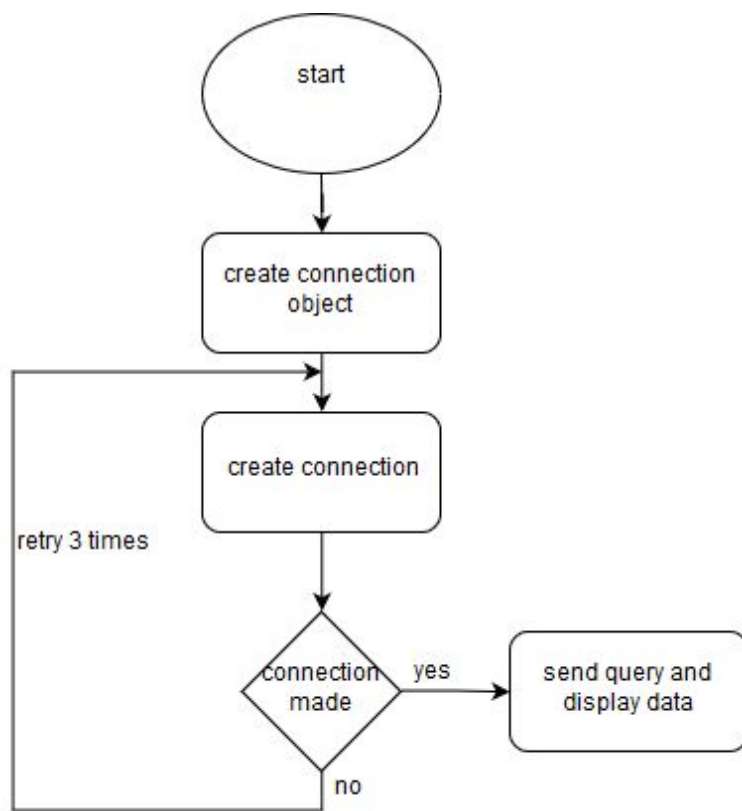 start
create connection
object
create connection
retry 3 times
connection
made
yes
send query and
display data
no